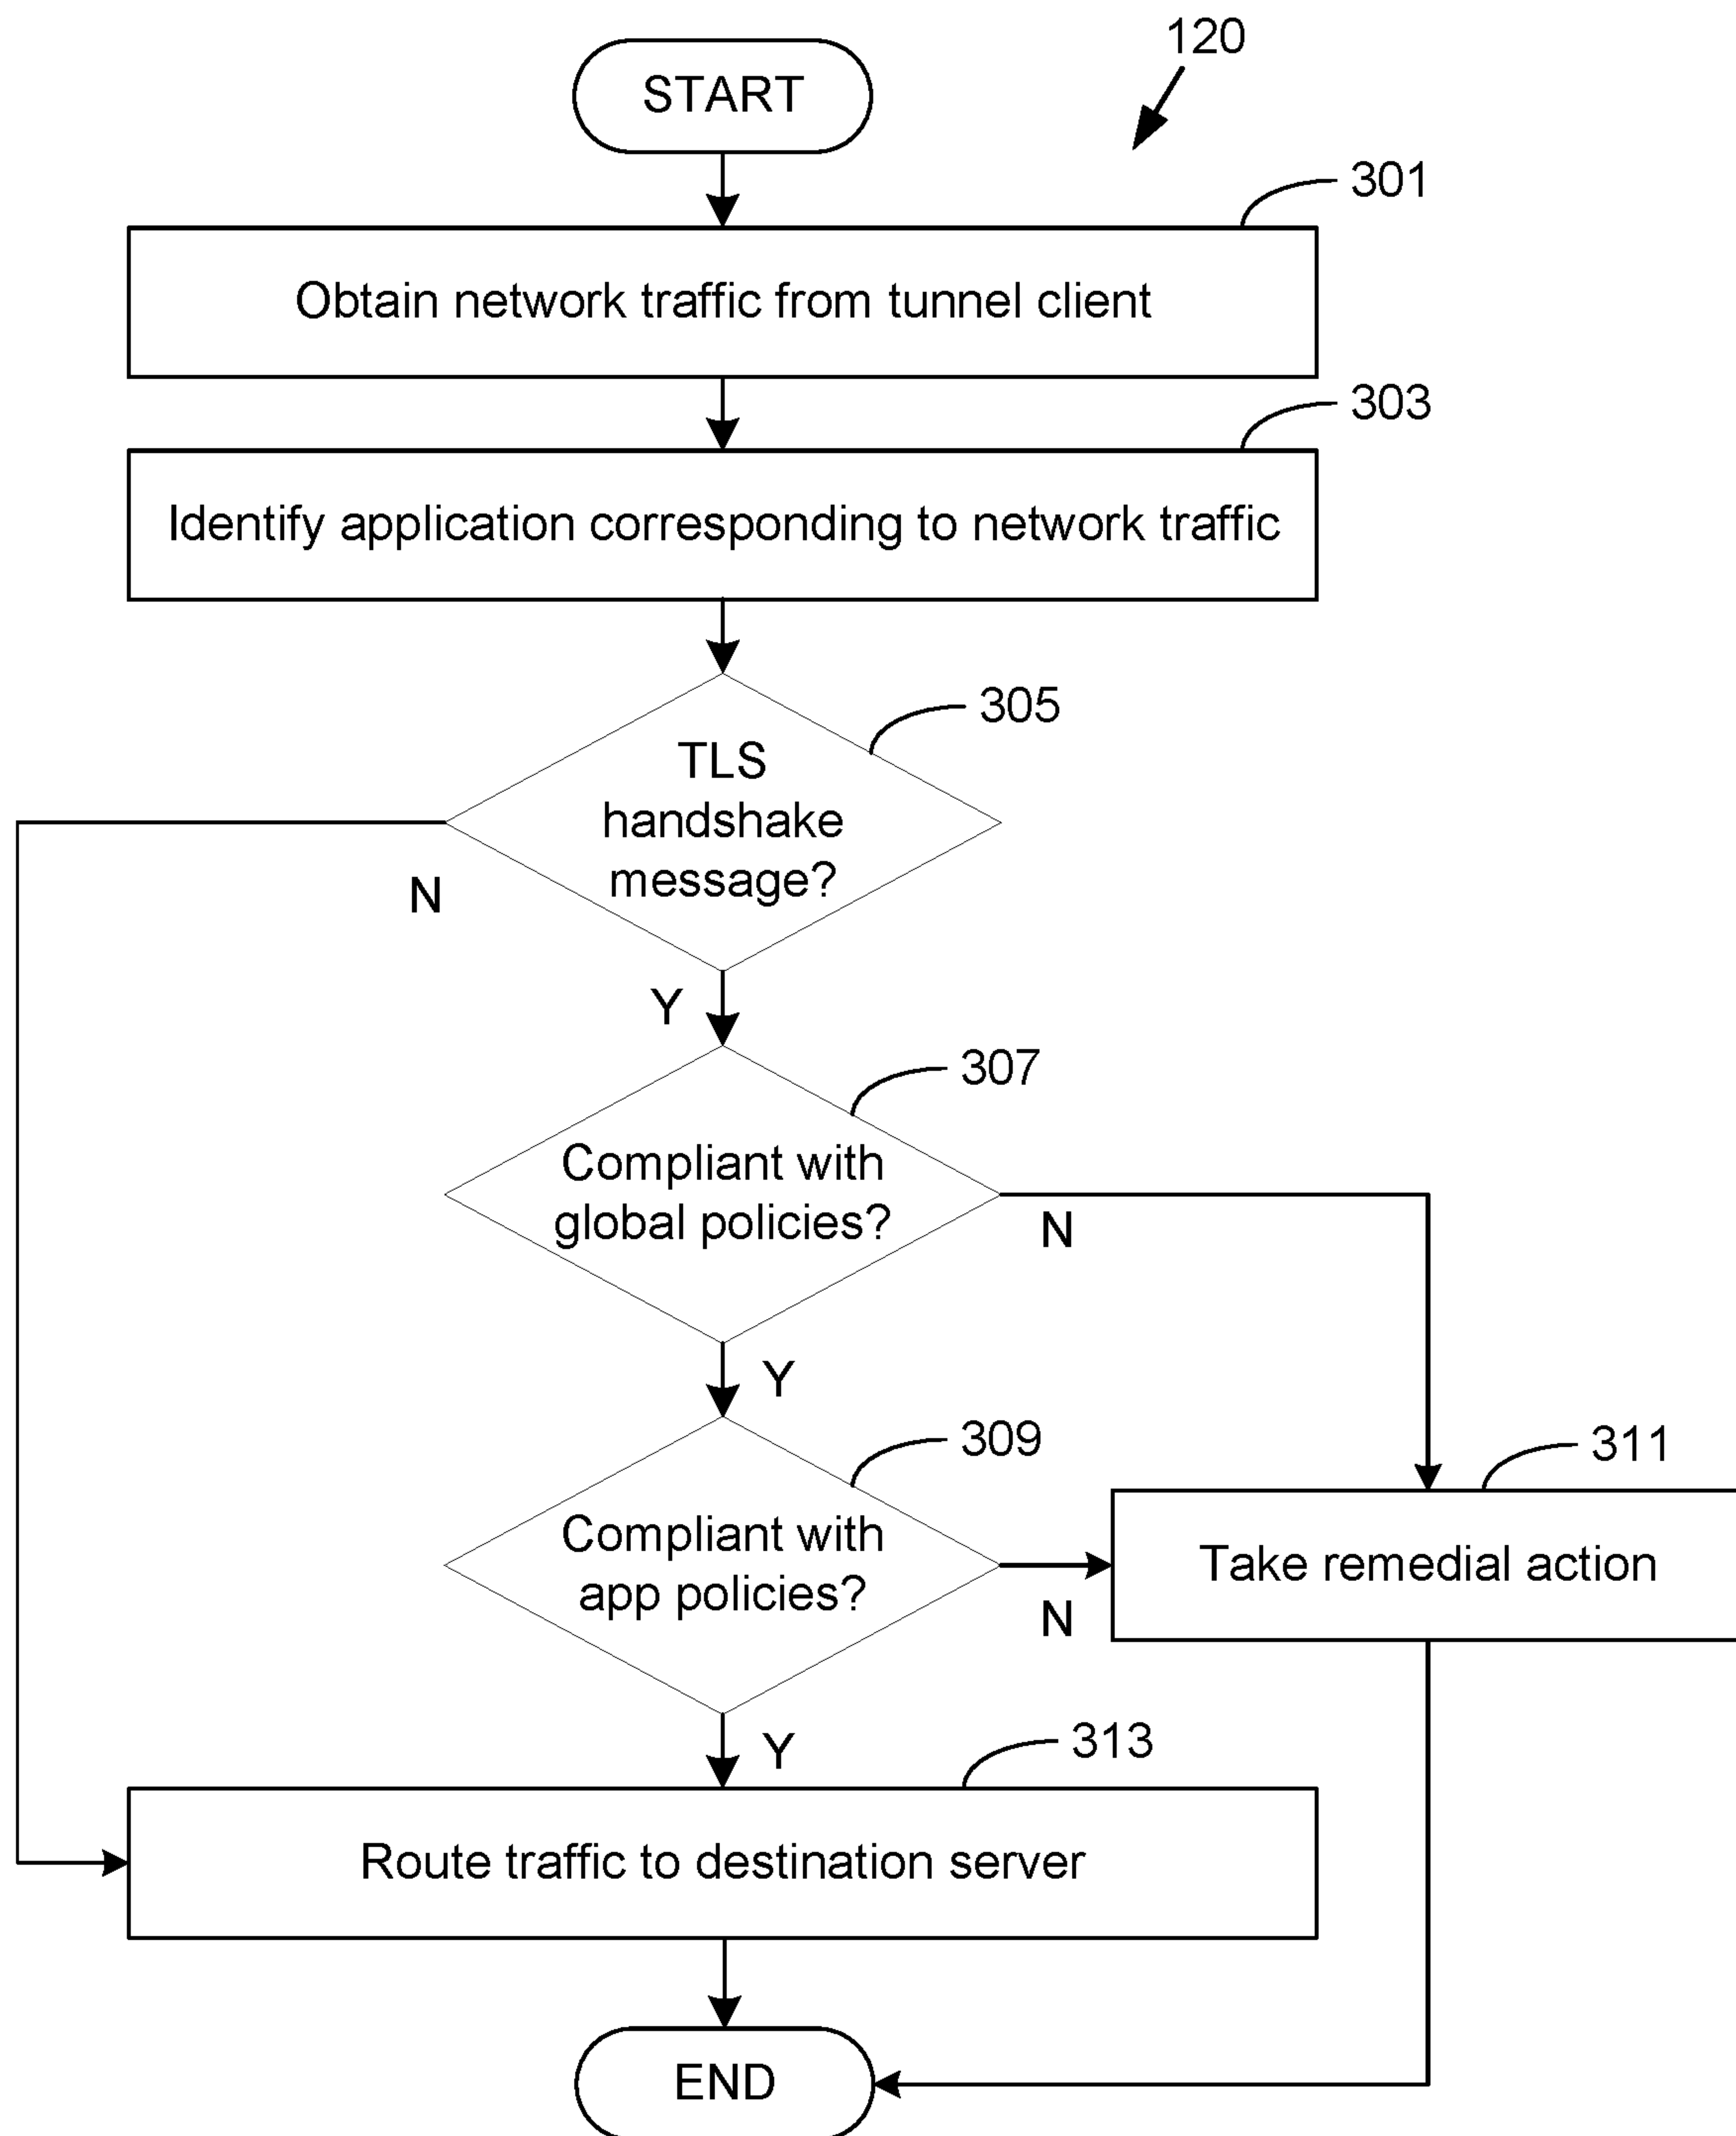 120
START
301
Obtain network traffic from tunnel client
303
Identify application corresponding to network traffic
305
TLS
handshake
message?
N
Y
307
Compliant with
global policies?
N
Y
309
Compliant with
app policies?
N
311
Take remedial action
Y
313
Route traffic to destination server
END